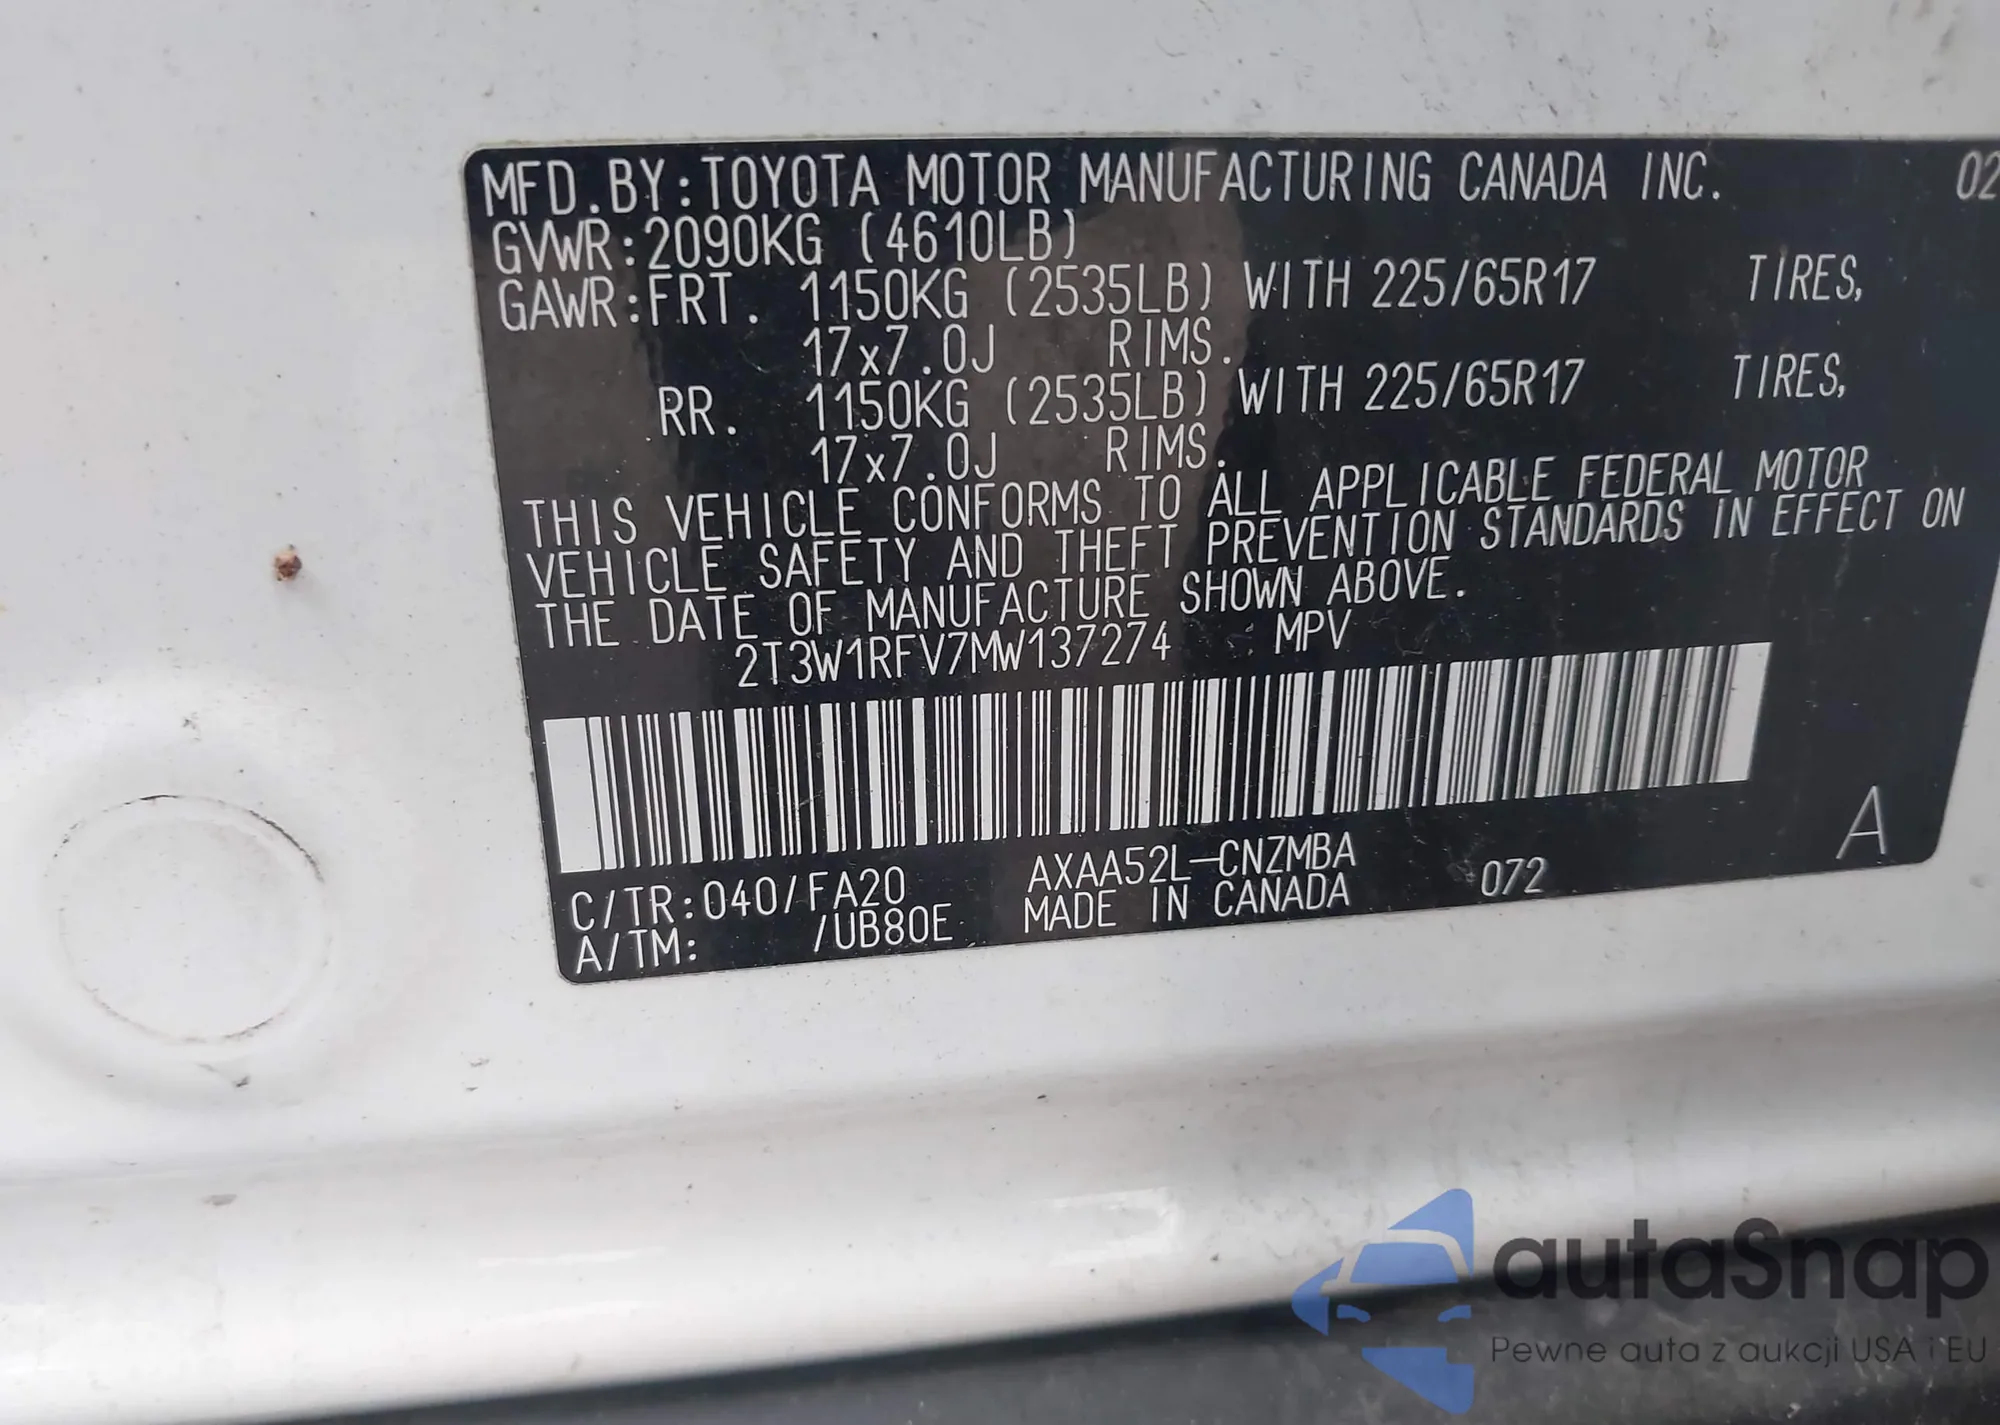 MFD.BY:TOYOTA MOTOR MANUFACTURING CANADA INC. 02
GVWR:2090KG (4610LB)
GAWR:FRT. 1150KG (2535LB) WITH 225/65R17 TIRES,
17x7.0J RIMS.
RR. 1150KG (2535LB) WITH 225/65R17 TIRES,
17x7.0J RIMS.
THIS VEHICLE CONFORMS TO ALL APPLICABLE FEDERAL MOTOR
VEHICLE SAFETY AND THEFT PREVENTION STANDARDS IN EFFECT ON
THE DATE OF MANUFACTURE SHOWN ABOVE.
2T3W1RFV7MW137274 MPV
C/TR:040/FA20 AXAA52L-CNZMBA 072 A
A/TM: /UB80E MADE IN CANADA
autaSnap
Pewne auta z aukcji USA i EU